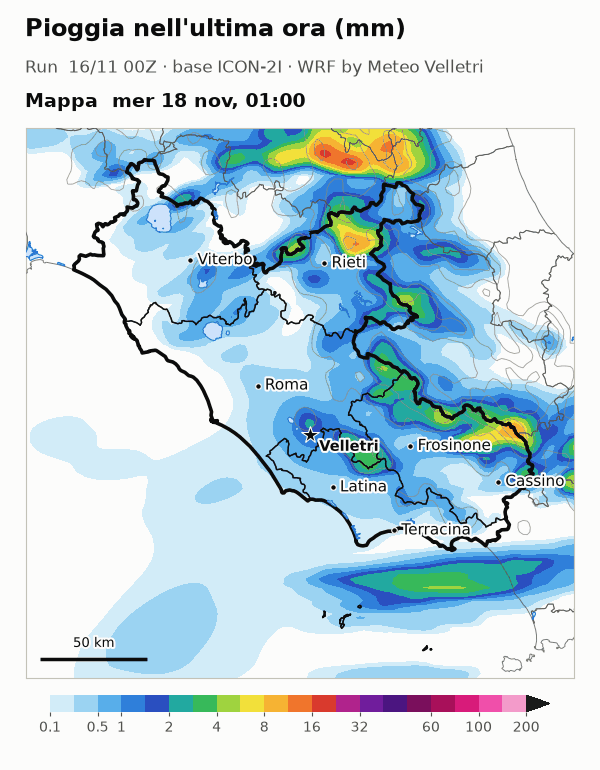 Pioggia nell'ultima ora (mm)
Run  16/11 00Z · base ICON-2I · WRF by Meteo Velletri
Mappa  mer 18 nov, 01:00
Viterbo
Rieti
Roma
Velletri
Frosinone
Cassino
Latina
Terracina
50 km
0.1 0.5 1 2 4 8 16 32 60 100 200